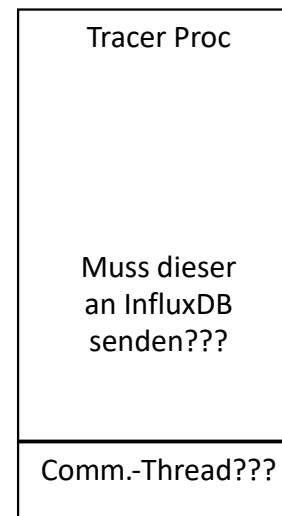 Tracer Proc
Muss dieser
an InfluxDB
senden???
Comm.-Thread???